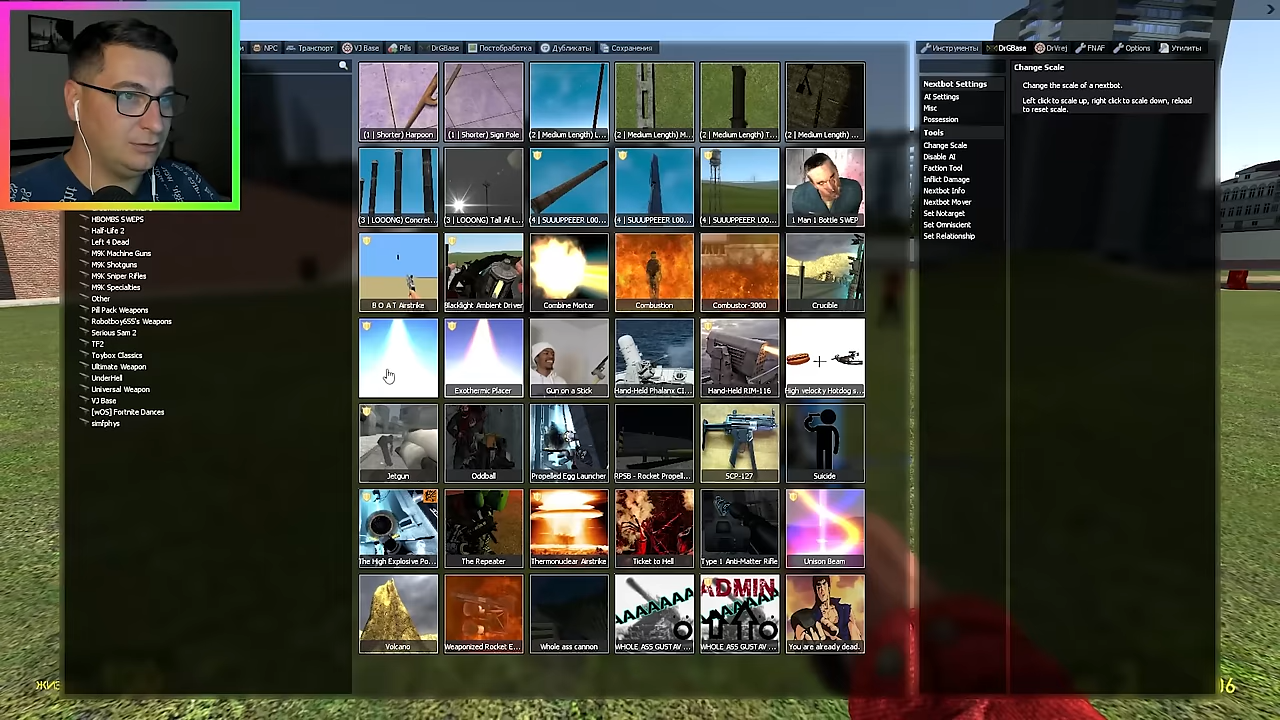 NPC Транспорт VJ Base Pills DrGBase Постобработка Дубликаты Сохранения
Инструменты DrGBase DrVrej FNAF Options Утилиты
HBOMBS SWEPS
Half-Life 2
Left 4 Dead
M9K Machine Guns
M9K Shotguns
M9K Sniper Rifles
M9K Specialties
Other
Pill Pack Weapons
Robotboy655's Weapons
Serious Sam 2
TF2
Toybox Classics
Ultimate Weapon
UnderHell
Universal Weapon
VJ Base
[wOS] Fortnite Dances
simfphys
(1 | Shorter) Harpoon
(1 | Shorter) Sign Pole
(2 | Medium Length) L...
(2 | Medium Length) M...
(2 | Medium Length) T...
(2 | Medium Length) ...
(3 | LOOONG) Concret...
(3 | LOOONG) Tall Af L...
(4 | SUUUPPEEER LOO...
(4 | SUUUPPEEER LOO...
(4 | SUUUPPEEER LOO...
1 Man 1 Bottle SWEP
B O A T Airstrike
Blacklight Ambient Driver
Combine Mortar
Combustion
Combustor-3000
Crucible
Exothermic Placer
Gun on a Stick
Hand-Held Phalanx CI...
Hand-Held RIM-116
High velocity Hotdog s...
Jetgun
Oddball
Propelled Egg Launcher
RPSB - Rocket Propell...
SCP-127
Suicide
The High Explosive Po...
The Repeater
Thermonuclear Airstrike
Ticket to Hell
Type 1 Anti-Matter Rifle
Unison Beam
Volcano
Weaponized Rocket E...
Whole ass cannon
AAAAAAA
WHOLE ASS GUSTAV ...
ADMIN
WHOLE ASS GUSTAV ...
You are already dead.
Nextbot Settings
AI Settings
Misc
Possession
Tools
Change Scale
Disable AI
Faction Tool
Inflict Damage
Nextbot Info
Nextbot Mover
Set Notarget
Set Omniscient
Set Relationship
Change Scale
Change the scale of a nextbot.
Left click to scale up, right click to scale down, reload
to reset scale.